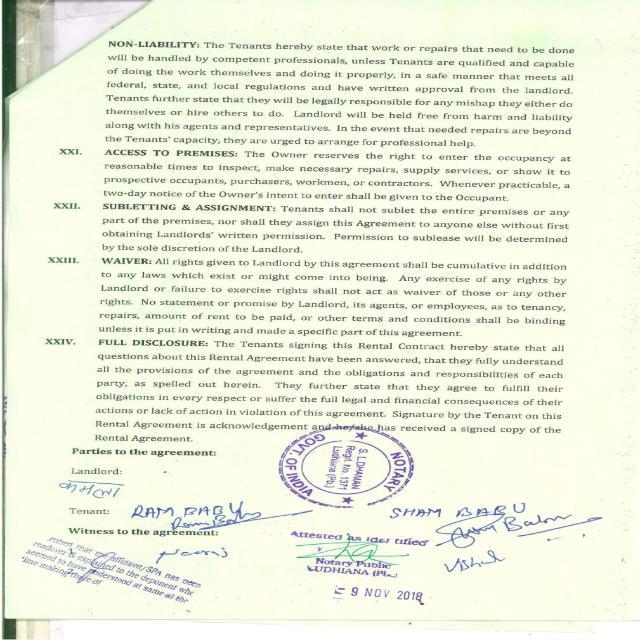 NON-LIABILITY: The Tenants hereby state that work or repairs that need to be done
will be handled by competent professionals, unless Tenants are qualified and capable
of doing the work themselves and doing it properly, in a safe manner that meets all
federal, state, and local regulations and have written approval from the landlord.
Tenants further state that they will be legally responsible for any mishap they either do
themselves or hire others to do. Landlord will be held free from harm and liability
along with his agents and representatives. In the event that needed repairs are beyond
the Tenants' capacity, they are urged to arrange for professional help.
XXI. ACCESS TO PREMISES: The Owner reserves the right to enter the occupancy at
reasonable times to inspect, make necessary repairs, supply services, or show it to
prospective occupants, purchasers, workmen, or contractors. Whenever practicable, a
two-day notice of the Owner's intent to enter shall be given to the Occupant.
XXII. SUBLETTING & ASSIGNMENT: Tenants shall not sublet the entire premises or any
part of the premises, nor shall they assign this Agreement to anyone else without first
obtaining Landlords' written permission. Permission to sublease will be determined
by the sole discretion of the Landlord.
XXIII. WAIVER: All rights given to Landlord by this agreement shall be cumulative in addition
to any laws which exist or might come into being. Any exercise of any rights by
Landlord or failure to exercise rights shall not act as waiver of those or any other
rights. No statement or promise by Landlord, its agents, or employees, as to tenancy,
repairs, amount of rent to be paid, or other terms and conditions shall be binding
unless it is put in writing and made a specific part of this agreement.
XXIV. FULL DISCLOSURE: The Tenants signing this Rental Contract hereby state that all
questions about this Rental Agreement have been answered, that they fully understand
all the provisions of the agreement and the obligations and responsibilities of each
party, as spelled out herein. They further state that they agree to fulfill their
obligations in every respect or suffer the full legal and financial consequences of their
actions or lack of action in violation of this agreement. Signature by the Tenant on this
Rental Agreement is acknowledgement and he/she has received a signed copy of the
Rental Agreement.
Parties to the agreement:
NOTARY
S.L. DHAWAN
Regd. No. 1371
Ludhiana (Pb.)
GOVT. OF INDIA
Landlord:
कमला
Tenant: RAM BABU SHAM BABU
Ram Babu Sham Babu
Witness to the agreement:
Attested as identified
Vishal
Notary Public
LUDHIANA (Pb.)
9 NOV 2018
that the affidavit/SPA has been
readover & explained to the deponent who
seemed to have understood at same at the
time making